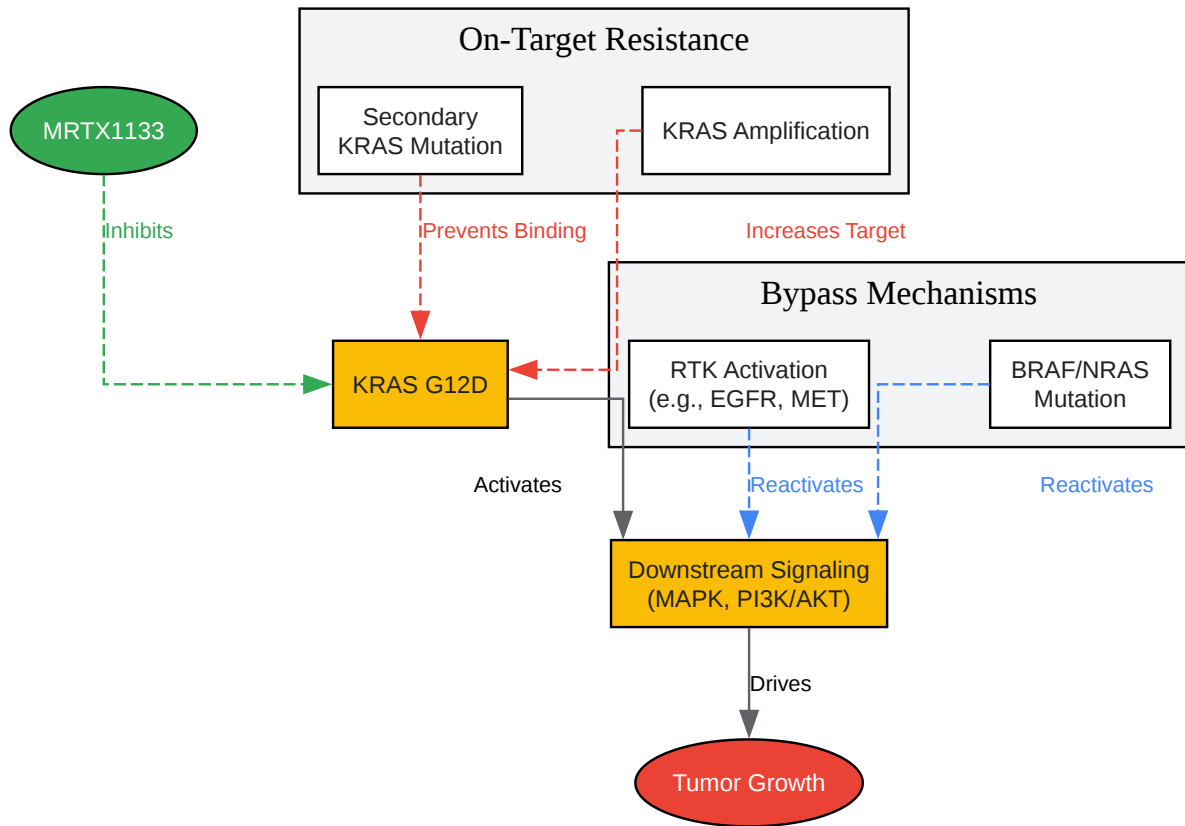 On-Target Resistance
MRTX1133
Secondary
KRAS Mutation
KRAS Amplification
Inhibits
Prevents Binding
Increases Target
Bypass Mechanisms
KRAS G12D
RTK Activation
(e.g., EGFR, MET)
BRAF/NRAS
Mutation
Activates
Reactivates
Reactivates
Downstream Signaling
(MAPK, PI3K/AKT)
Drives
Tumor Growth